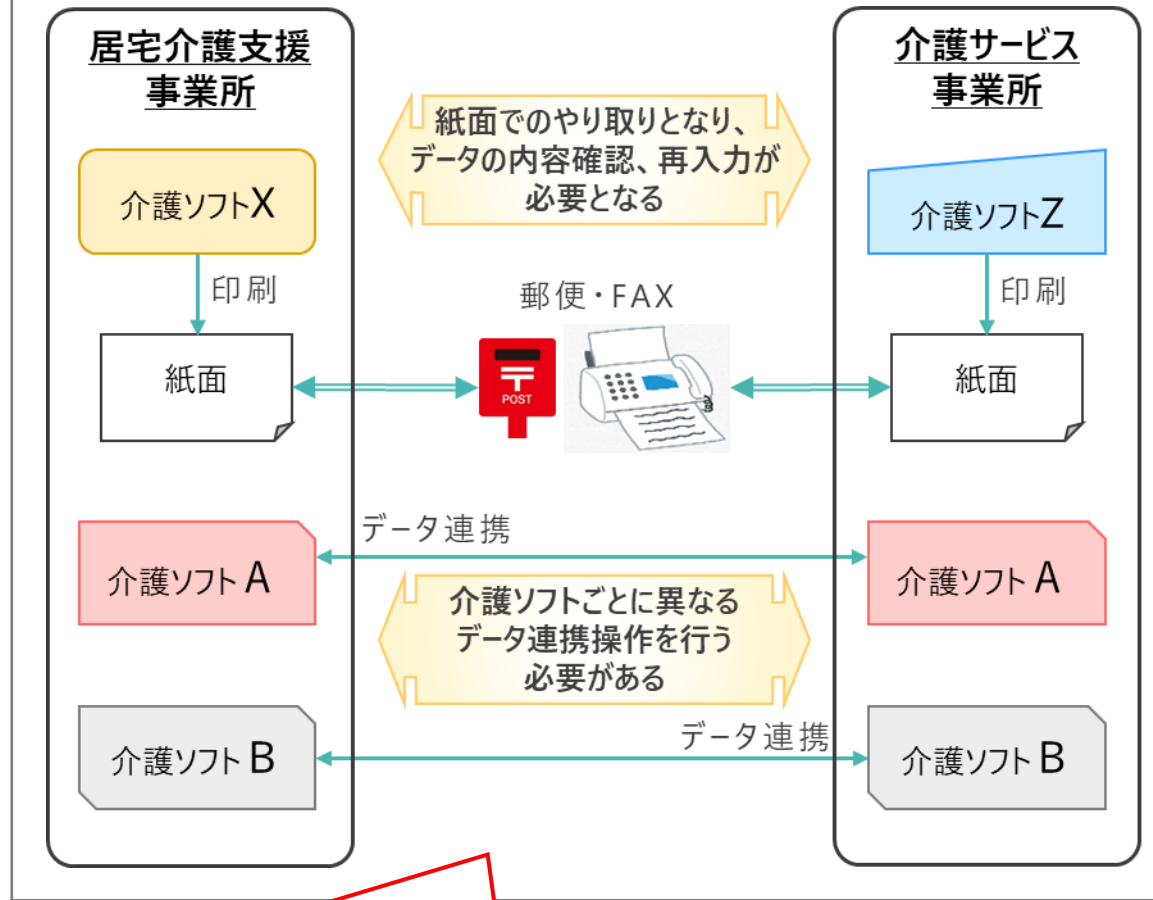 居宅介護支援
事業所
介護サービス
事業所
紙面でのやり取りとなり、
データの内容確認、再入力が
必要となる
介護ソフトX
介護ソフトZ
印刷
印刷
郵便・FAX
紙面
POST
紙面
データ連携
介護ソフト A
介護ソフト A
介護ソフトごとに異なる
データ連携操作を行う
必要がある
データ連携
介護ソフト B
介護ソフト B